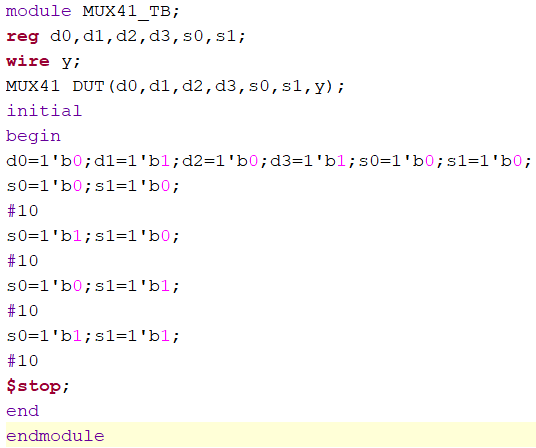 module MUX41_TB;
reg d0,d1,d2,d3,s0,s1;
wire y;
MUX41 DUT(d0,d1,d2,d3,s0,s1,y);
initial
begin
d0=1'b0;d1=1'b1;d2=1'b0;d3=1'b1;s0=1'b0;s1=1'b0;
s0=1'b0;s1=1'b0;
#10
s0=1'b1;s1=1'b0;
#10
s0=1'b0;s1=1'b1;
#10
s0=1'b1;s1=1'b1;
#10
$stop;
end
endmodule